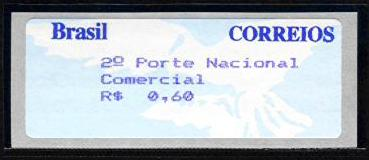 Brasil CORREIOS
2º Porte Nacional
Comercial
R$ 0,60